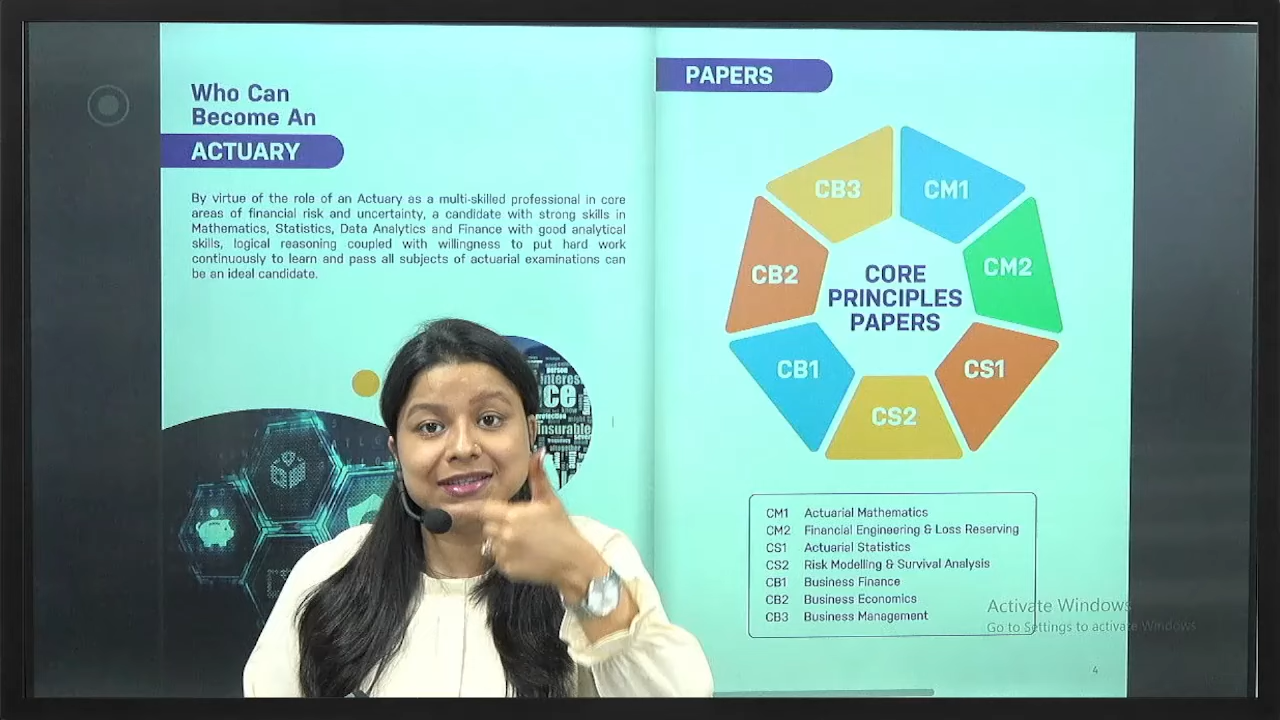 Who Can
Become An
ACTUARY
By virtue of the role of an Actuary as a multi-skilled professional in core
areas of financial risk and uncertainty, a candidate with strong skills in
Mathematics, Statistics, Data Analytics and Finance with good analytical
skills, logical reasoning coupled with willingness to put hard work
continuously to learn and pass all subjects of actuarial examinations can
be an ideal candidate.
person
interest
ce
protection
insurable
PAPERS
CB3
CM1
CB2
CM2
CORE
PRINCIPLES
PAPERS
CB1
CS1
CS2
CM1 Actuarial Mathematics
CM2 Financial Engineering & Loss Reserving
CS1 Actuarial Statistics
CS2 Risk Modelling & Survival Analysis
CB1 Business Finance
CB2 Business Economics
CB3 Business Management
Activate Windows
Go to Settings to activate Windows
4